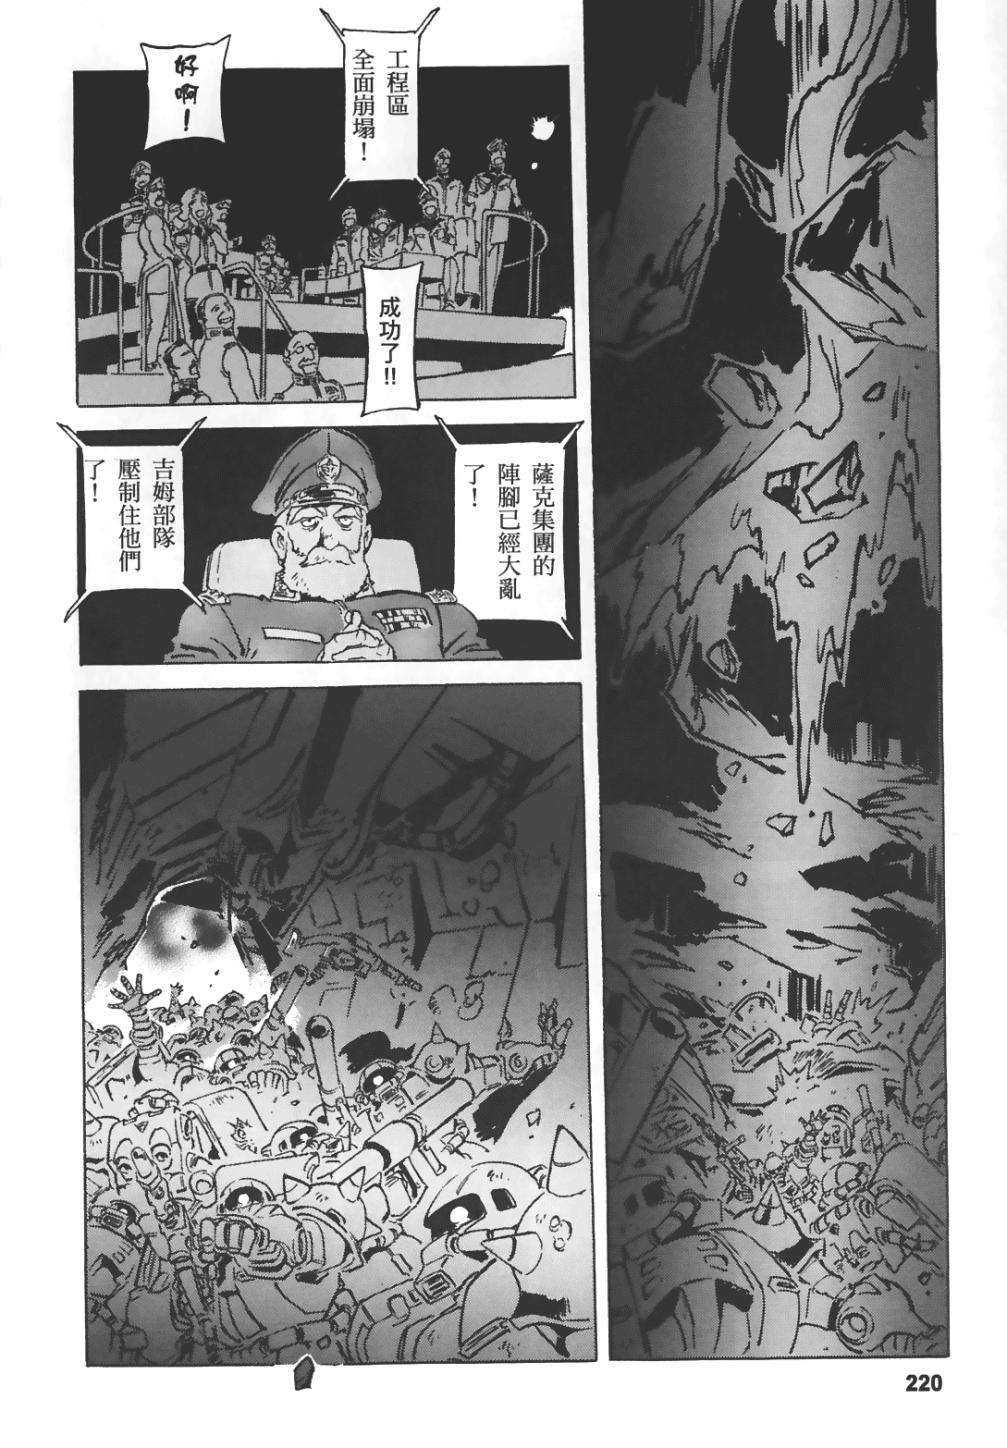 工程區
全面崩塌！
好啊！
成功了!!
薩克集團的
陣腳已經大亂
了！
吉姆部隊
壓制住他們
了！
220